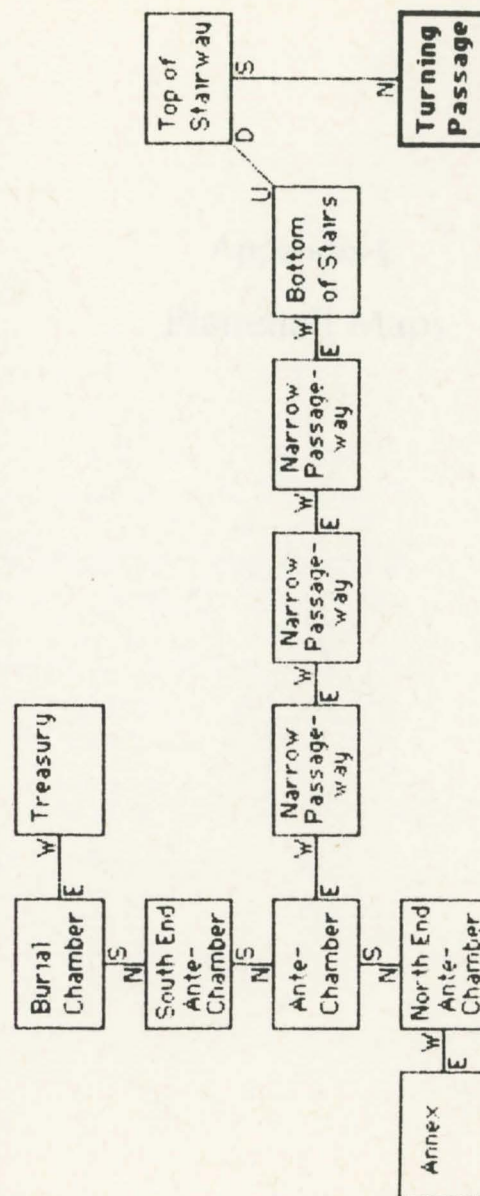 Burial
Chamber
W
E
Treasury
S
N
South End
Ante-
Chamber
Top of
Stairway
S
D
S
N
Ante-
Chamber
W
E
Narrow
Passage-
way
W
E
Narrow
Passage-
way
W
E
Narrow
Passage-
way
W
E
Bottom
of Stairs
U
S
N
Annex
W
E
North End
Ante-
Chamber
N
Turning
Passage